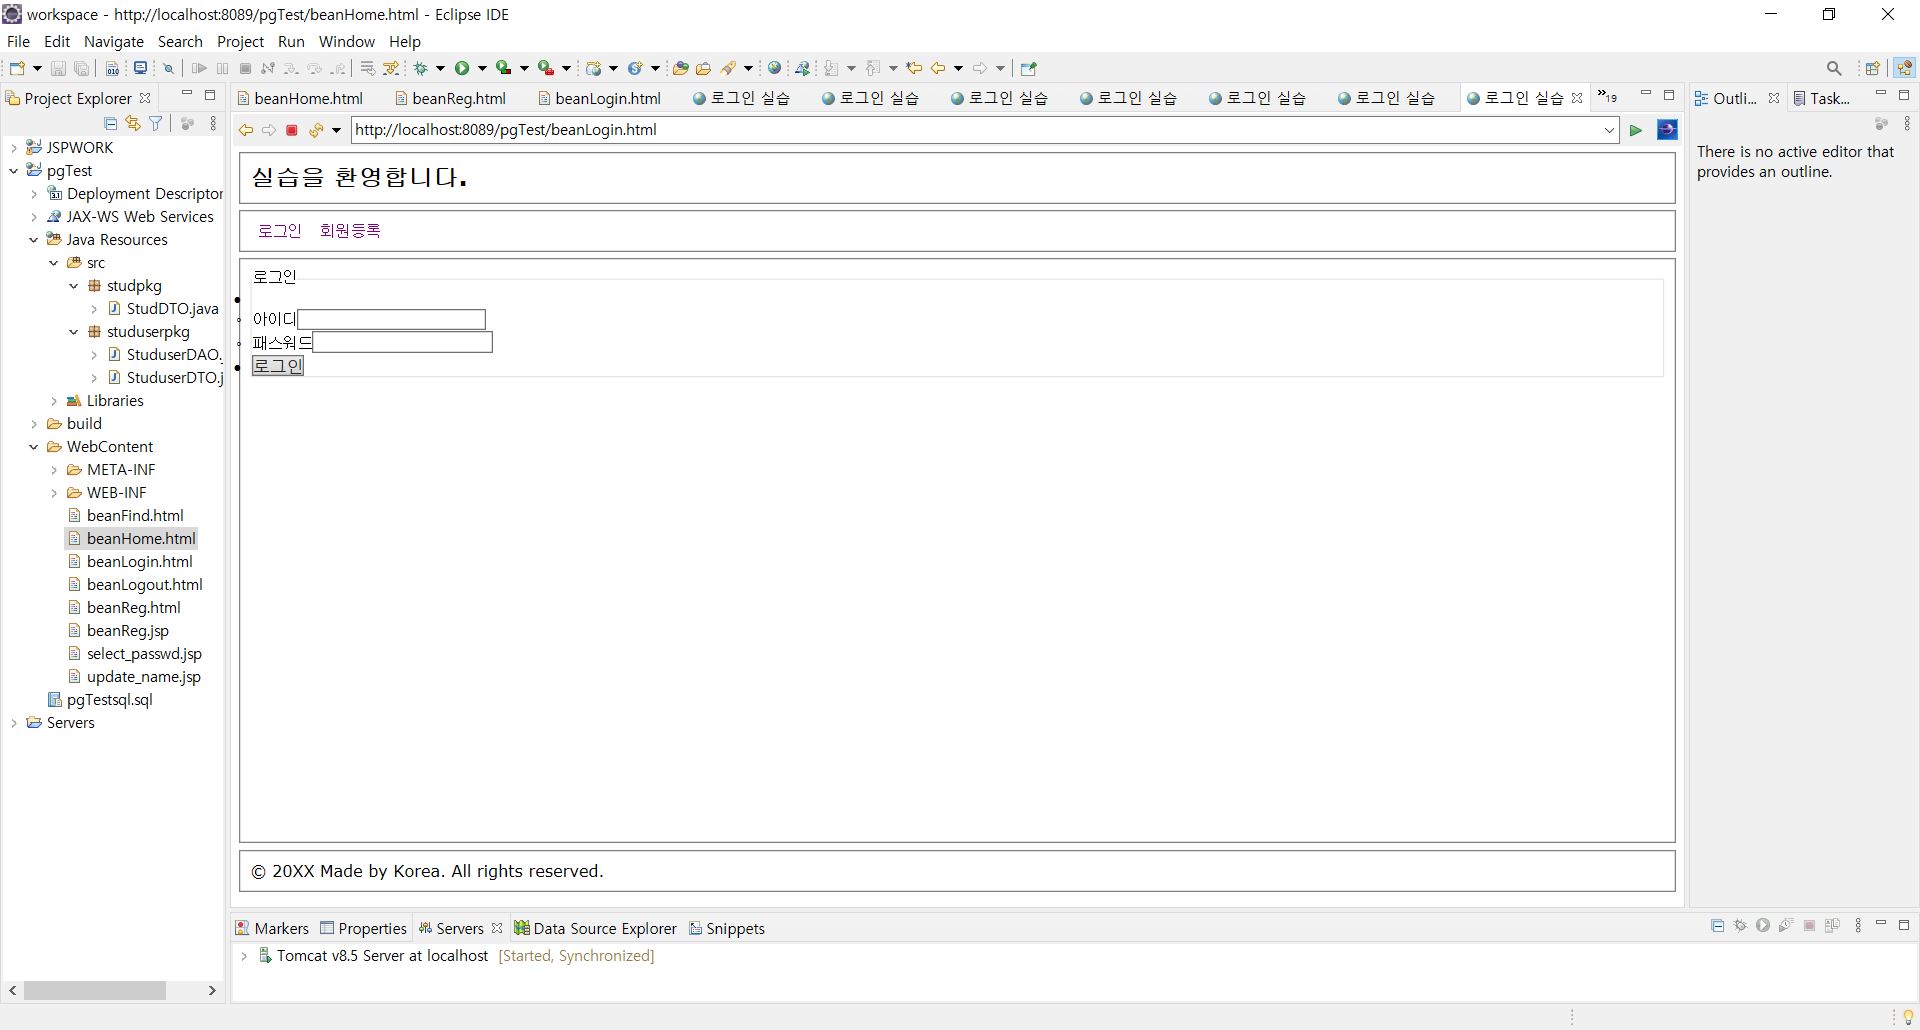 workspace - http://localhost:8089/pgTest/beanHome.html - Eclipse IDE
File Edit Navigate Search Project Run Window Help
Project Explorer
JSPWORK
pgTest
Deployment Descriptor
JAX-WS Web Services
Java Resources
src
studpkg
StudDTO.java
studuserpkg
StuduserDAO.
StuduserDTO.j
Libraries
build
WebContent
META-INF
WEB-INF
beanFind.html
beanHome.html
beanLogin.html
beanLogout.html
beanReg.html
beanReg.jsp
select_passwd.jsp
update_name.jsp
pgTestsql.sql
Servers
beanHome.html beanReg.html beanLogin.html 로그인 실습 로그인 실습 로그인 실습 로그인 실습 로그인 실습 로그인 실습 로그인 실습 »19
http://localhost:8089/pgTest/beanLogin.html
실습을 환영합니다.
로그인 회원등록
로그인
아이디
패스워드
로그인
© 20XX Made by Korea. All rights reserved.
Markers Properties Servers Data Source Explorer Snippets
Tomcat v8.5 Server at localhost [Started, Synchronized]
Outli... Task...
There is no active editor that
provides an outline.